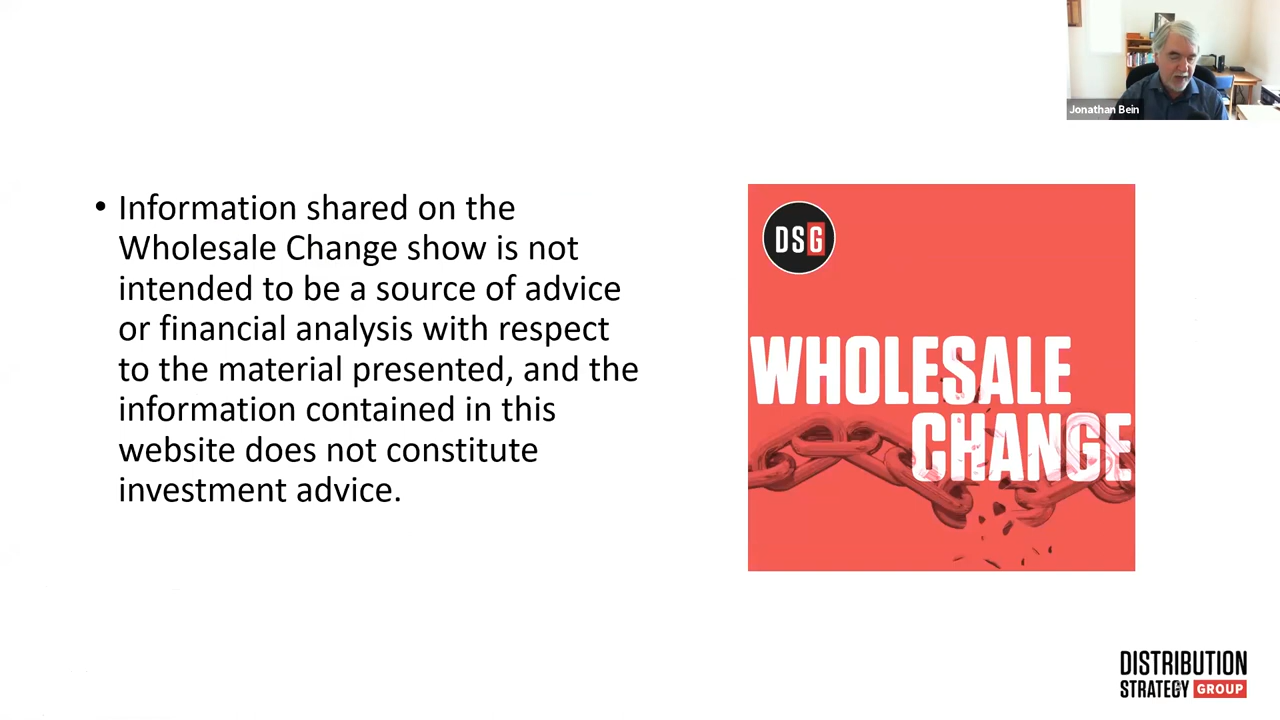 Jonathan Bein
• Information shared on the
Wholesale Change show is not
intended to be a source of advice
or financial analysis with respect
to the material presented, and the
information contained in this
website does not constitute
investment advice.
DSG
WHOLESALE
CHANGE
DISTRIBUTION
STRATEGY GROUP